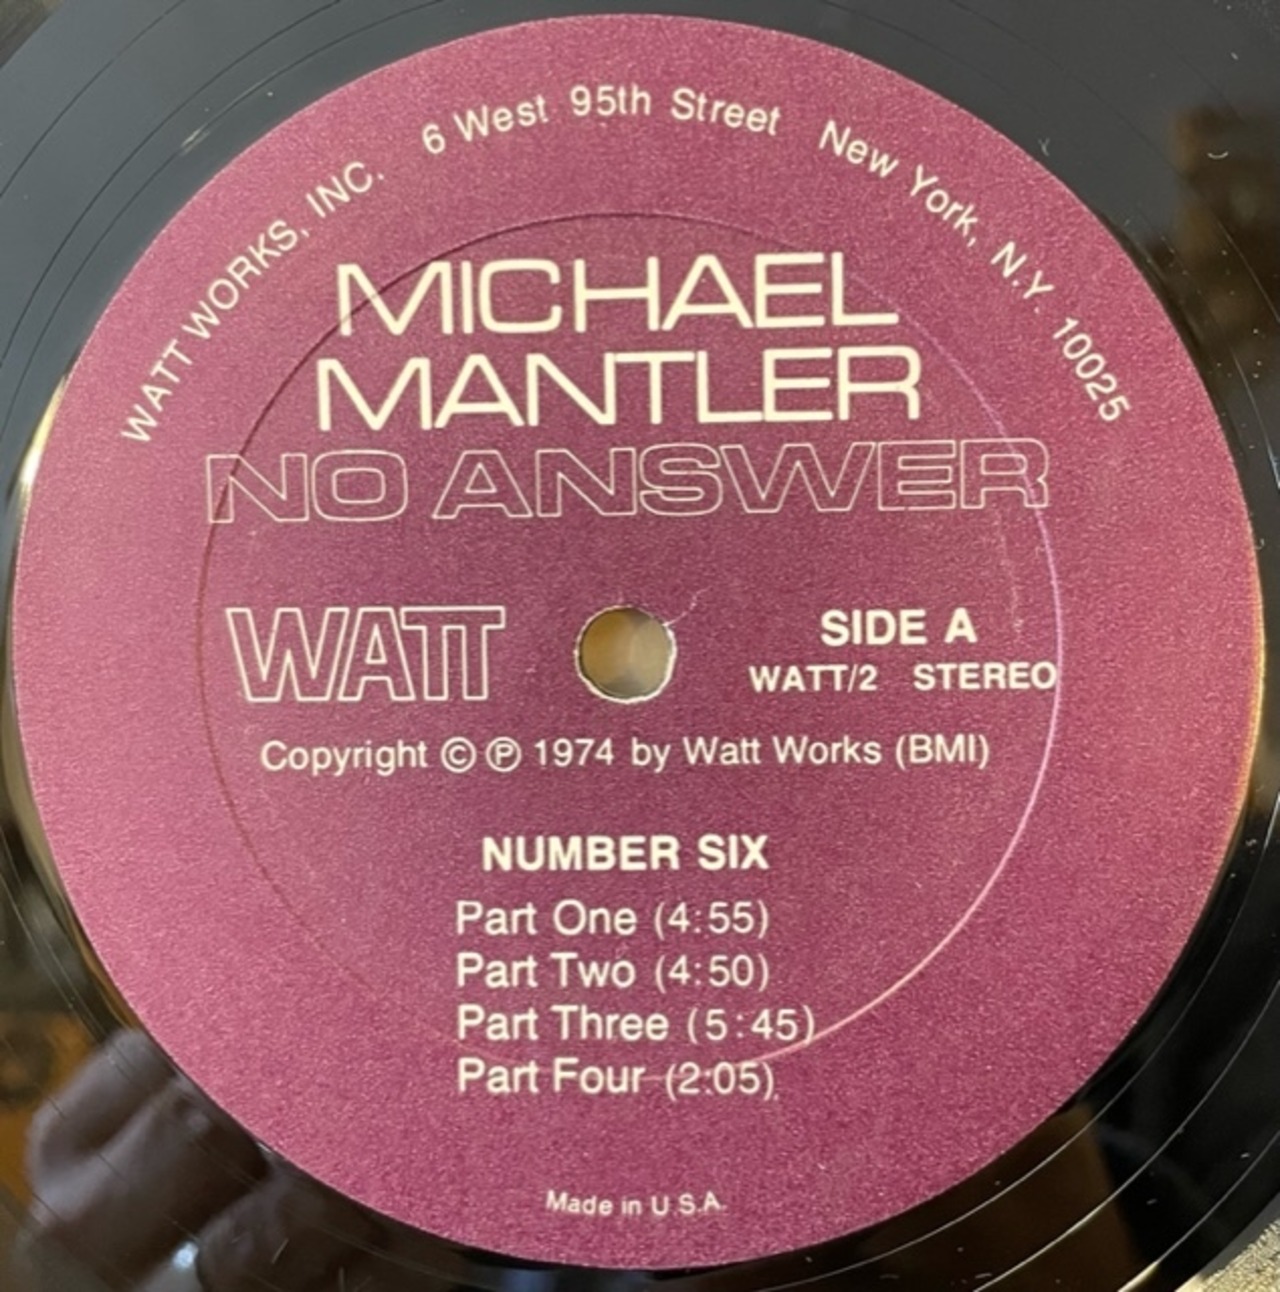 WATT WORKS, INC. 6 West 95th Street New York, N.Y. 10025
MICHAEL
MANTLER
NO ANSWER
WATT
SIDE A
WATT/2 STEREO
Copyright © ℗ 1974 by Watt Works (BMI)
NUMBER SIX
Part One (4:55)
Part Two (4:50)
Part Three (5:45)
Part Four (2:05)
Made in U.S.A.